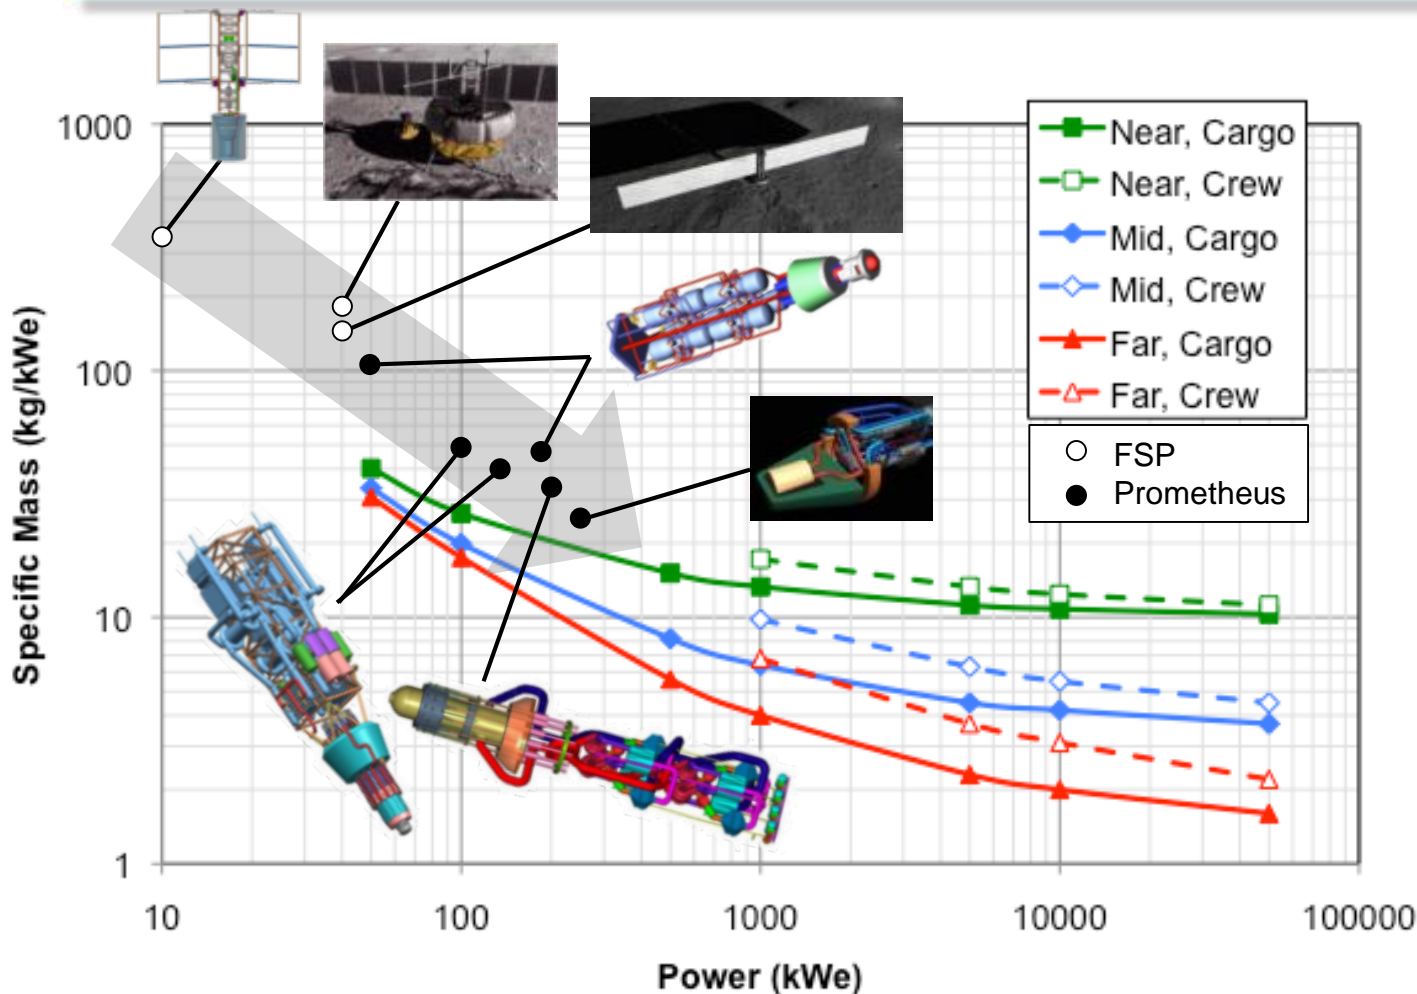 1000
100
10
1
Specific Mass (kg/kWe)
10
100
1000
10000
100000
Power (kWe)
Near, Cargo
Near, Crew
Mid, Cargo
Mid, Crew
Far, Cargo
Far, Crew
FSP
Prometheus